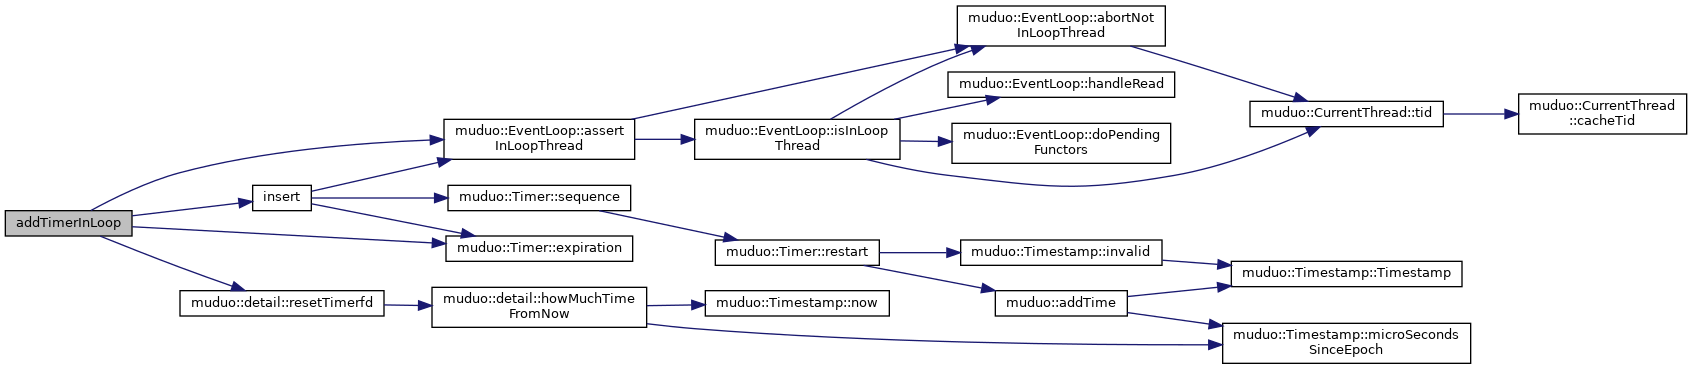 addTimerInLoop
insert
muduo::detail::resetTimerfd
muduo::EventLoop::assert
InLoopThread
muduo::Timer::sequence
muduo::Timer::expiration
muduo::detail::howMuchTime
FromNow
muduo::EventLoop::isInLoop
Thread
muduo::Timer::restart
muduo::Timestamp::now
muduo::EventLoop::abortNot
InLoopThread
muduo::EventLoop::handleRead
muduo::EventLoop::doPending
Functors
muduo::Timestamp::invalid
muduo::addTime
muduo::CurrentThread::tid
muduo::Timestamp::Timestamp
muduo::Timestamp::microSeconds
SinceEpoch
muduo::CurrentThread
::cacheTid